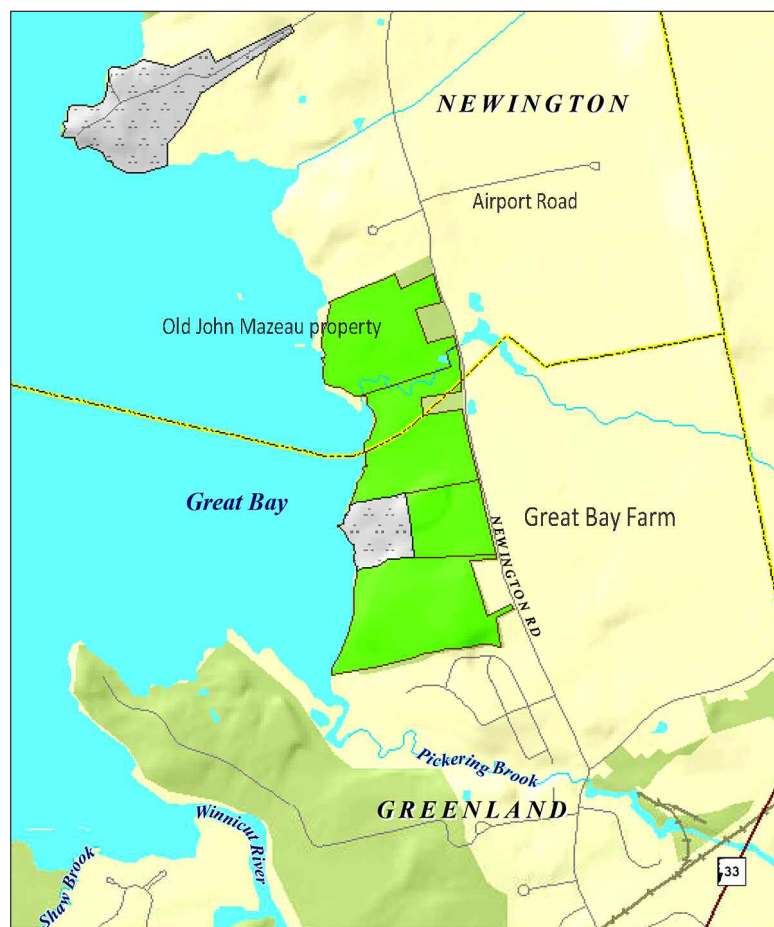 NEWINGTON
Airport Road
Old John Mazeau property
Great Bay
Great Bay Farm
NEWINGTON RD
Pickering Brook
GREENLAND
Winnicut River
Shaw Brook
33